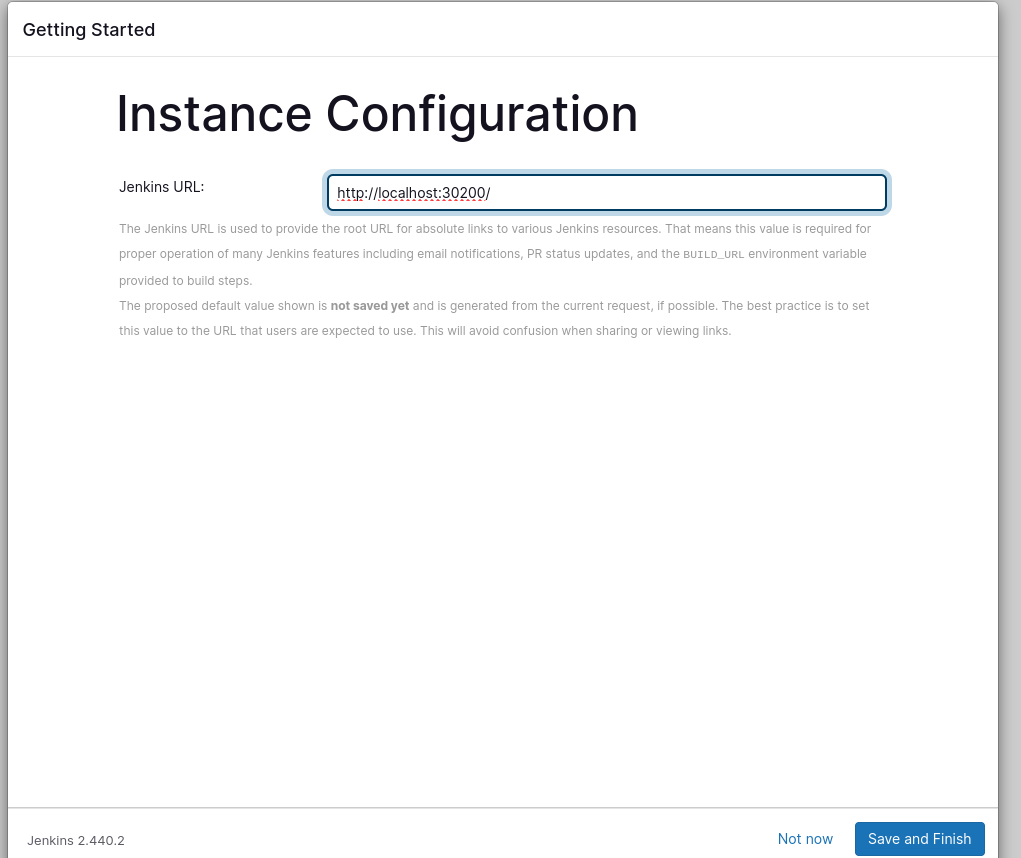 Getting Started
Instance Configuration
Jenkins URL:
http://localhost:30200/
The Jenkins URL is used to provide the root URL for absolute links to various Jenkins resources. That means this value is required for
proper operation of many Jenkins features including email notifications, PR status updates, and the BUILD_URL environment variable
provided to build steps.
The proposed default value shown is not saved yet and is generated from the current request, if possible. The best practice is to set
this value to the URL that users are expected to use. This will avoid confusion when sharing or viewing links.
Jenkins 2.440.2
Not now
Save and Finish